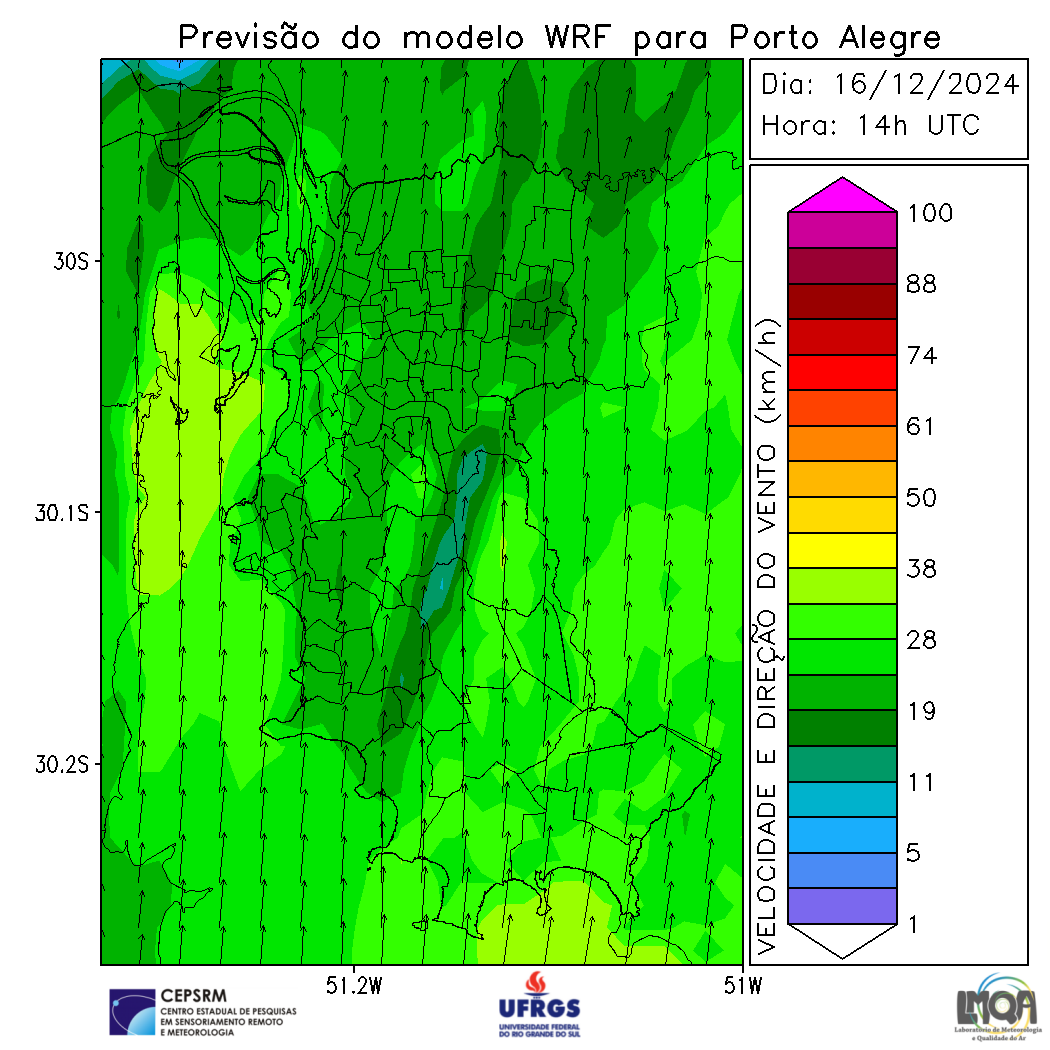 Previsão do modelo WRF para Porto Alegre
Dia: 16/12/2024
Hora: 14h UTC
30S
30.1S
30.2S
51.2W
51W
VELOCIDADE E DIREÇÃO DO VENTO (km/h)
100
88
74
61
50
38
28
19
11
5
1
CEPSRM
CENTRO ESTADUAL DE PESQUISAS
EM SENSORIAMENTO REMOTO
E METEOROLOGIA
UFRGS
UNIVERSIDADE FEDERAL
DO RIO GRANDE DO SUL
LMQA
Laboratório de Meteorologia
e Qualidade do Ar